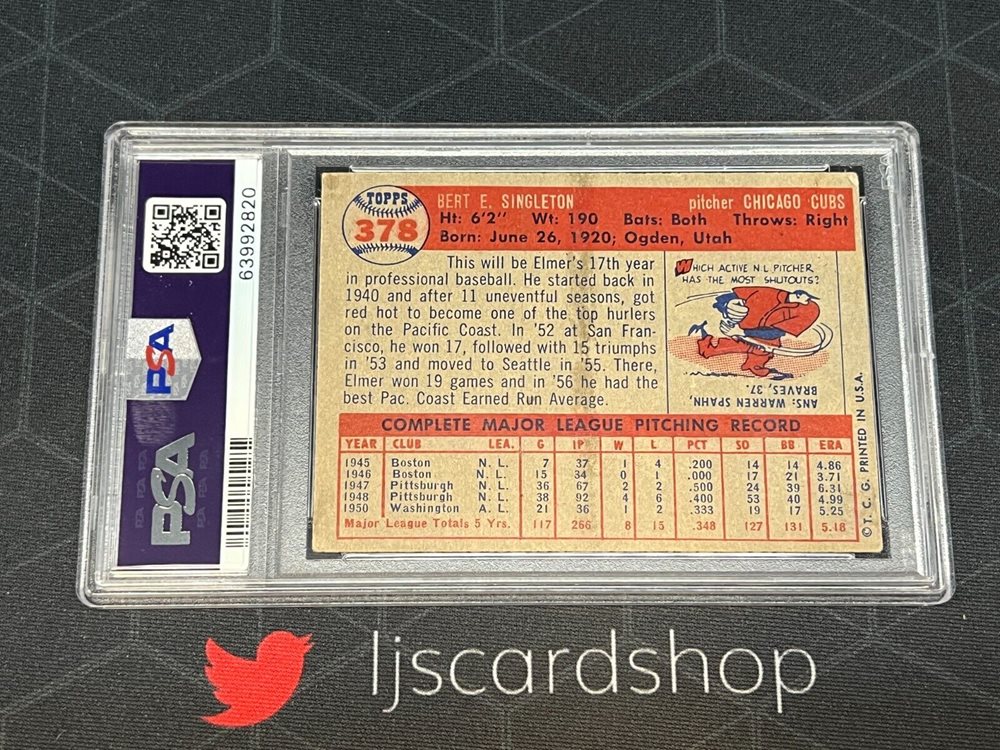 63992820
PSA
PSA
TOPPS
378
BERT E. SINGLETON pitcher CHICAGO CUBS
Ht: 6'2" Wt: 190 Bats: Both Throws: Right
Born: June 26, 1920; Ogden, Utah
This will be Elmer's 17th year
in professional baseball. He started back in
1940 and after 11 uneventful seasons, got
red hot to become one of the top hurlers
on the Pacific Coast. In '52 at San Fran-
cisco, he won 17, followed with 15 triumphs
in '53 and moved to Seattle in '55. There,
Elmer won 19 games and in '56 he had the
best Pac. Coast Earned Run Average.
WHICH ACTIVE N L PITCHER
HAS THE MOST SHUTOUTS?
ANS: WARREN SPAHN,
BRAVES, 37.
COMPLETE MAJOR LEAGUE PITCHING RECORD
YEAR CLUB LEA. G IP W L PCT SO BB ERA
1945 Boston N. L. 7 37 1 4 .200 14 14 4.86
1946 Boston N. L. 15 34 0 1 .000 17 21 3.71
1947 Pittsburgh N. L. 36 67 2 2 .500 24 39 6.31
1948 Pittsburgh N. L. 38 92 4 6 .400 53 40 4.99
1950 Washington A. L. 21 36 1 2 .333 19 17 5.25
Major League Totals 5 Yrs. 117 266 8 15 .348 127 131 5.18
© T. C. G. PRINTED IN U.S.A.
ljscardshop